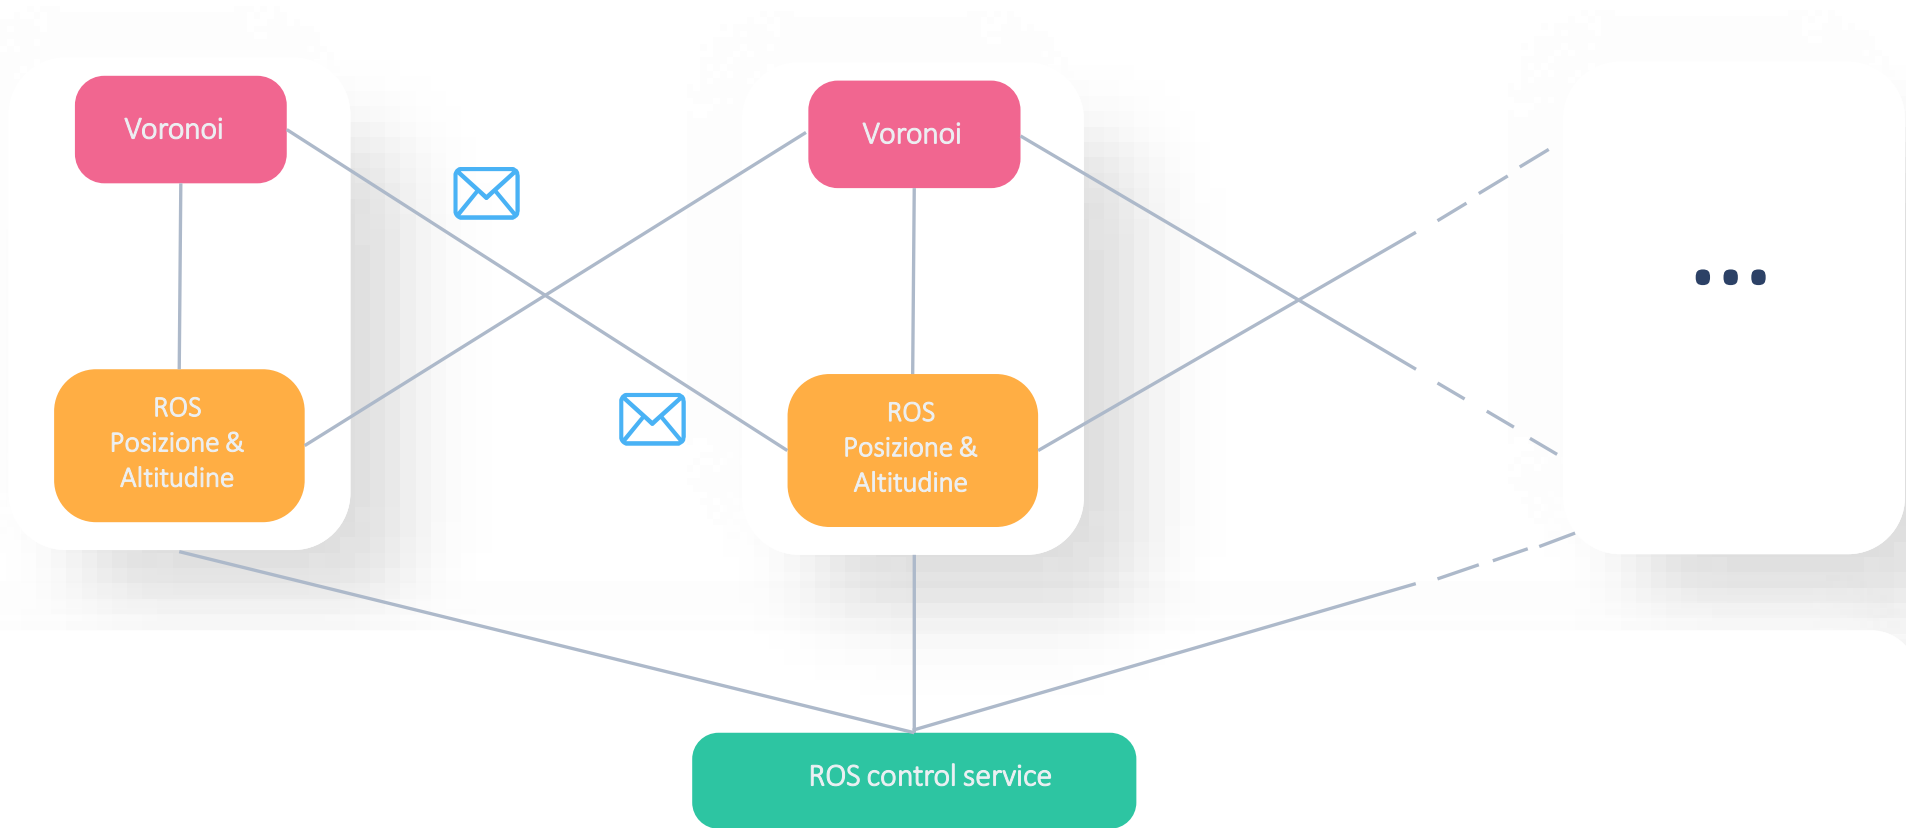 Voronoi
Voronoi
...
ROS
Posizione &
Altitudine
ROS
Posizione &
Altitudine
ROS control service